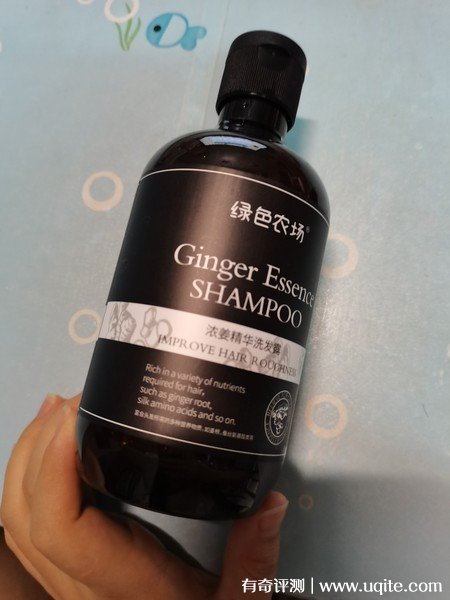 绿色农场®
Ginger Essence
SHAMPOO
浓姜精华洗发露
IMPROVE HAIR ROUGHNESS
Rich in a variety of nutrients
required for hair,
such as ginger root,
silk amino acids and so on.
有奇评测 | www.uqite.com